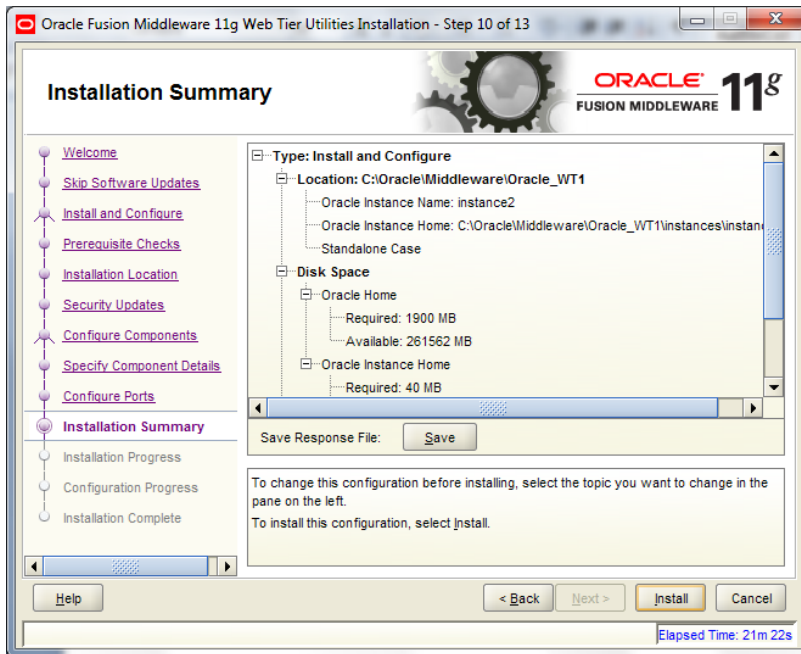 Oracle Fusion Middleware 11g Web Tier Utilities Installation - Step 10 of 13
Installation Summary
ORACLE
FUSION MIDDLEWARE 11g
Welcome
Skip Software Updates
Install and Configure
Prerequisite Checks
Installation Location
Security Updates
Configure Components
Specify Component Details
Configure Ports
Installation Summary
Installation Progress
Configuration Progress
Installation Complete
Type: Install and Configure
Location: C:\Oracle\Middleware\Oracle_WT1
Oracle Instance Name: instance2
Oracle Instance Home: C:\Oracle\Middleware\Oracle_WT1\instances\instan
Standalone Case
Disk Space
Oracle Home
Required: 1900 MB
Available: 261562 MB
Oracle Instance Home
Required: 40 MB
Save Response File: Save
To change this configuration before installing, select the topic you want to change in the
pane on the left.
To install this configuration, select Install.
Help < Back Next > Install Cancel
Elapsed Time: 21m 22s